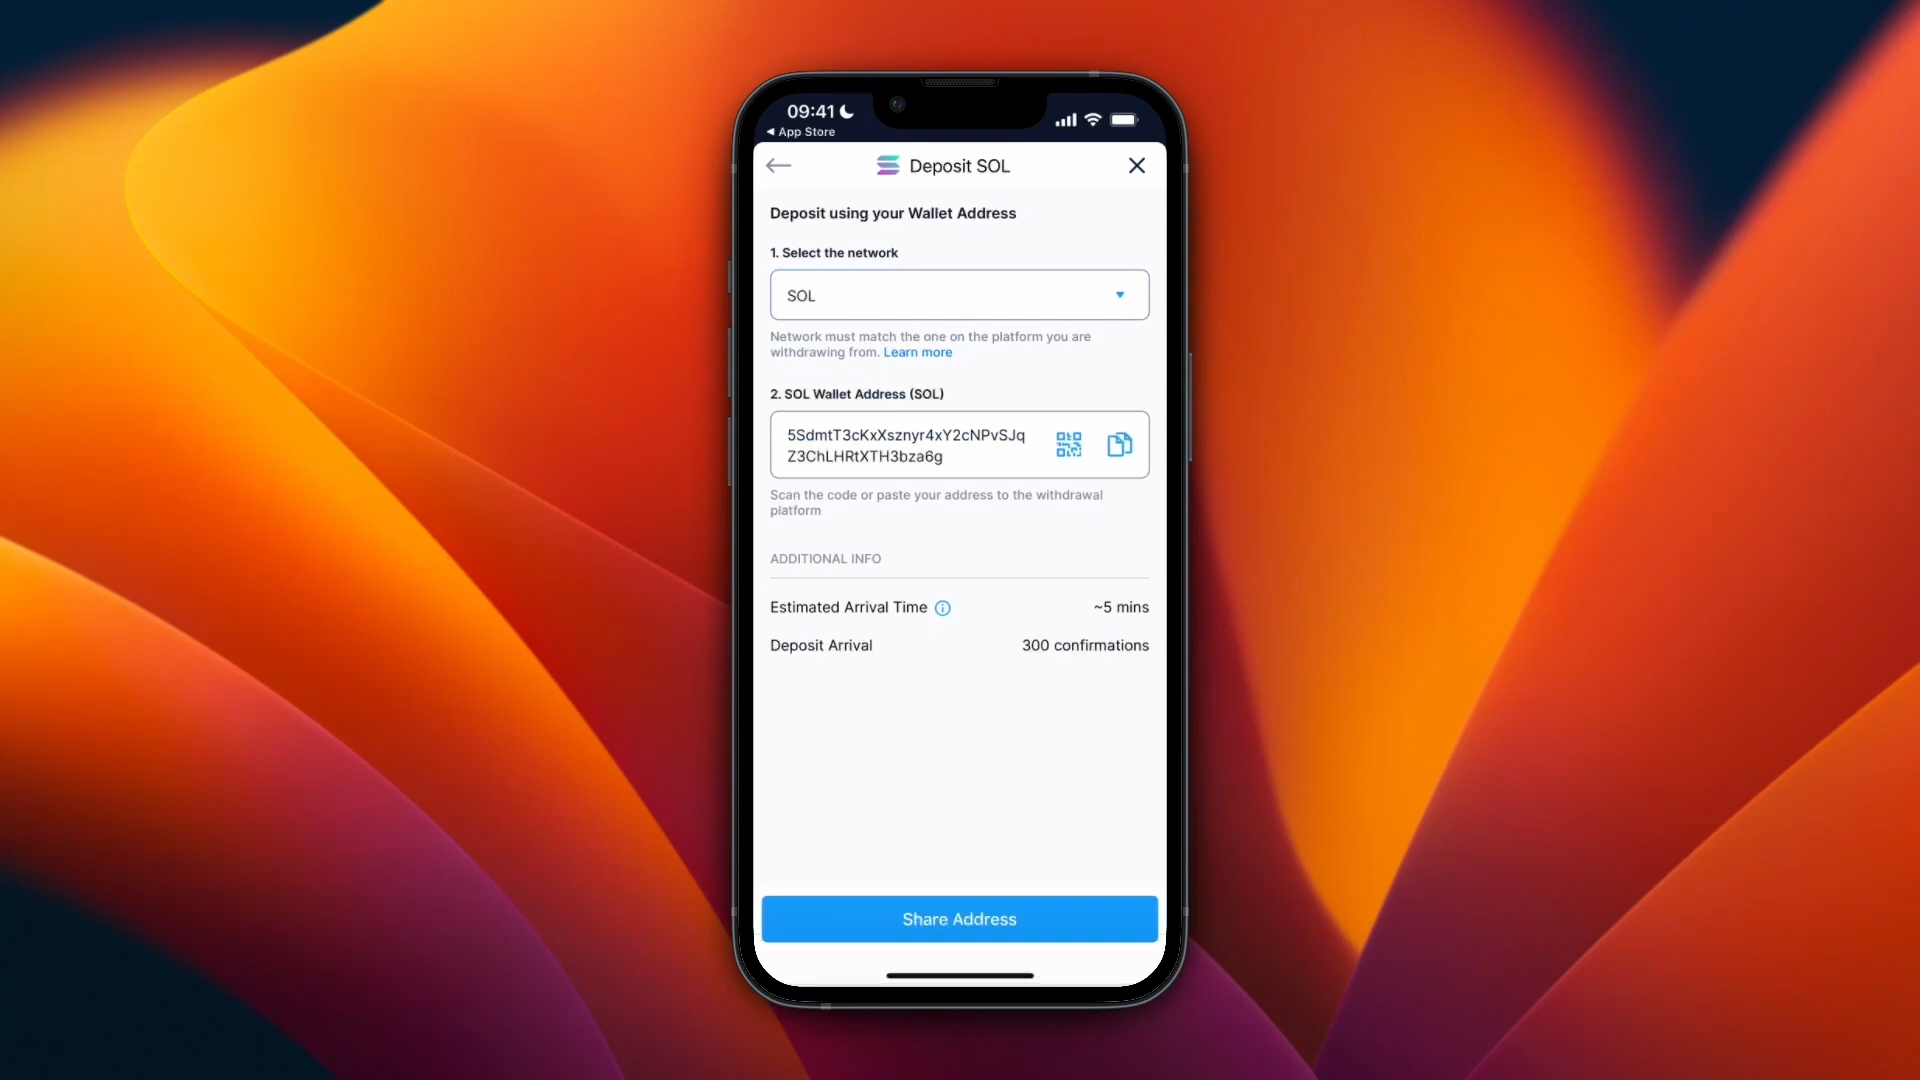 09:41
◀ App Store
Deposit SOL
Deposit using your Wallet Address
1. Select the network
SOL
Network must match the one on the platform you are
withdrawing from. Learn more
2. SOL Wallet Address (SOL)
5SdmtT3cKxXsznyr4xY2cNPvSJq
Z3ChLHRtXTH3bza6g
Scan the code or paste your address to the withdrawal
platform
ADDITIONAL INFO
Estimated Arrival Time ~5 mins
Deposit Arrival 300 confirmations
Share Address